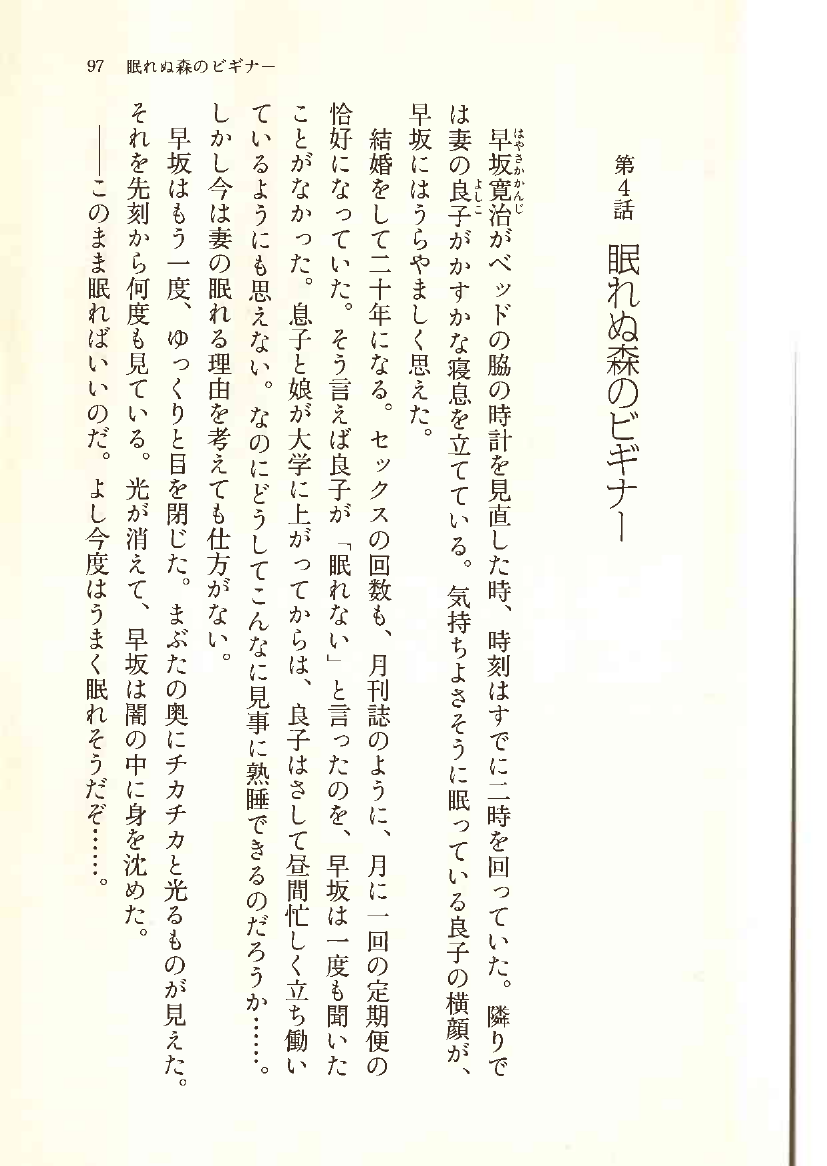 97　眠れぬ森のビギナー
第4話　眠れぬ森のビギナー
早坂寛治がベッドの脇の時計を見直した時、時刻はすでに二時を回っていた。隣りで
は妻の良子がかすかな寝息を立てている。気持ちよさそうに眠っている良子の横顔が、
早坂にはうらやましく思えた。
結婚をして二十年になる。セックスの回数も、月刊誌のように、月に一回の定期便の
恰好になっていた。そう言えば良子が「眠れない」と言ったのを、早坂は一度も聞いた
ことがなかった。息子と娘が大学に上がってからは、良子はさして昼間忙しく立ち働い
ているようにも思えない。なのにどうしてこんなに見事に熟睡できるのだろうか……。
しかし今は妻の眠れる理由を考えても仕方がない。
早坂はもう一度、ゆっくりと目を閉じた。まぶたの奥にチカチカと光るものが見えた。
それを先刻から何度も見ている。光が消えて、早坂は闇の中に身を沈めた。
――このまま眠ればいいのだ。よし今度はうまく眠れそうだぞ……。